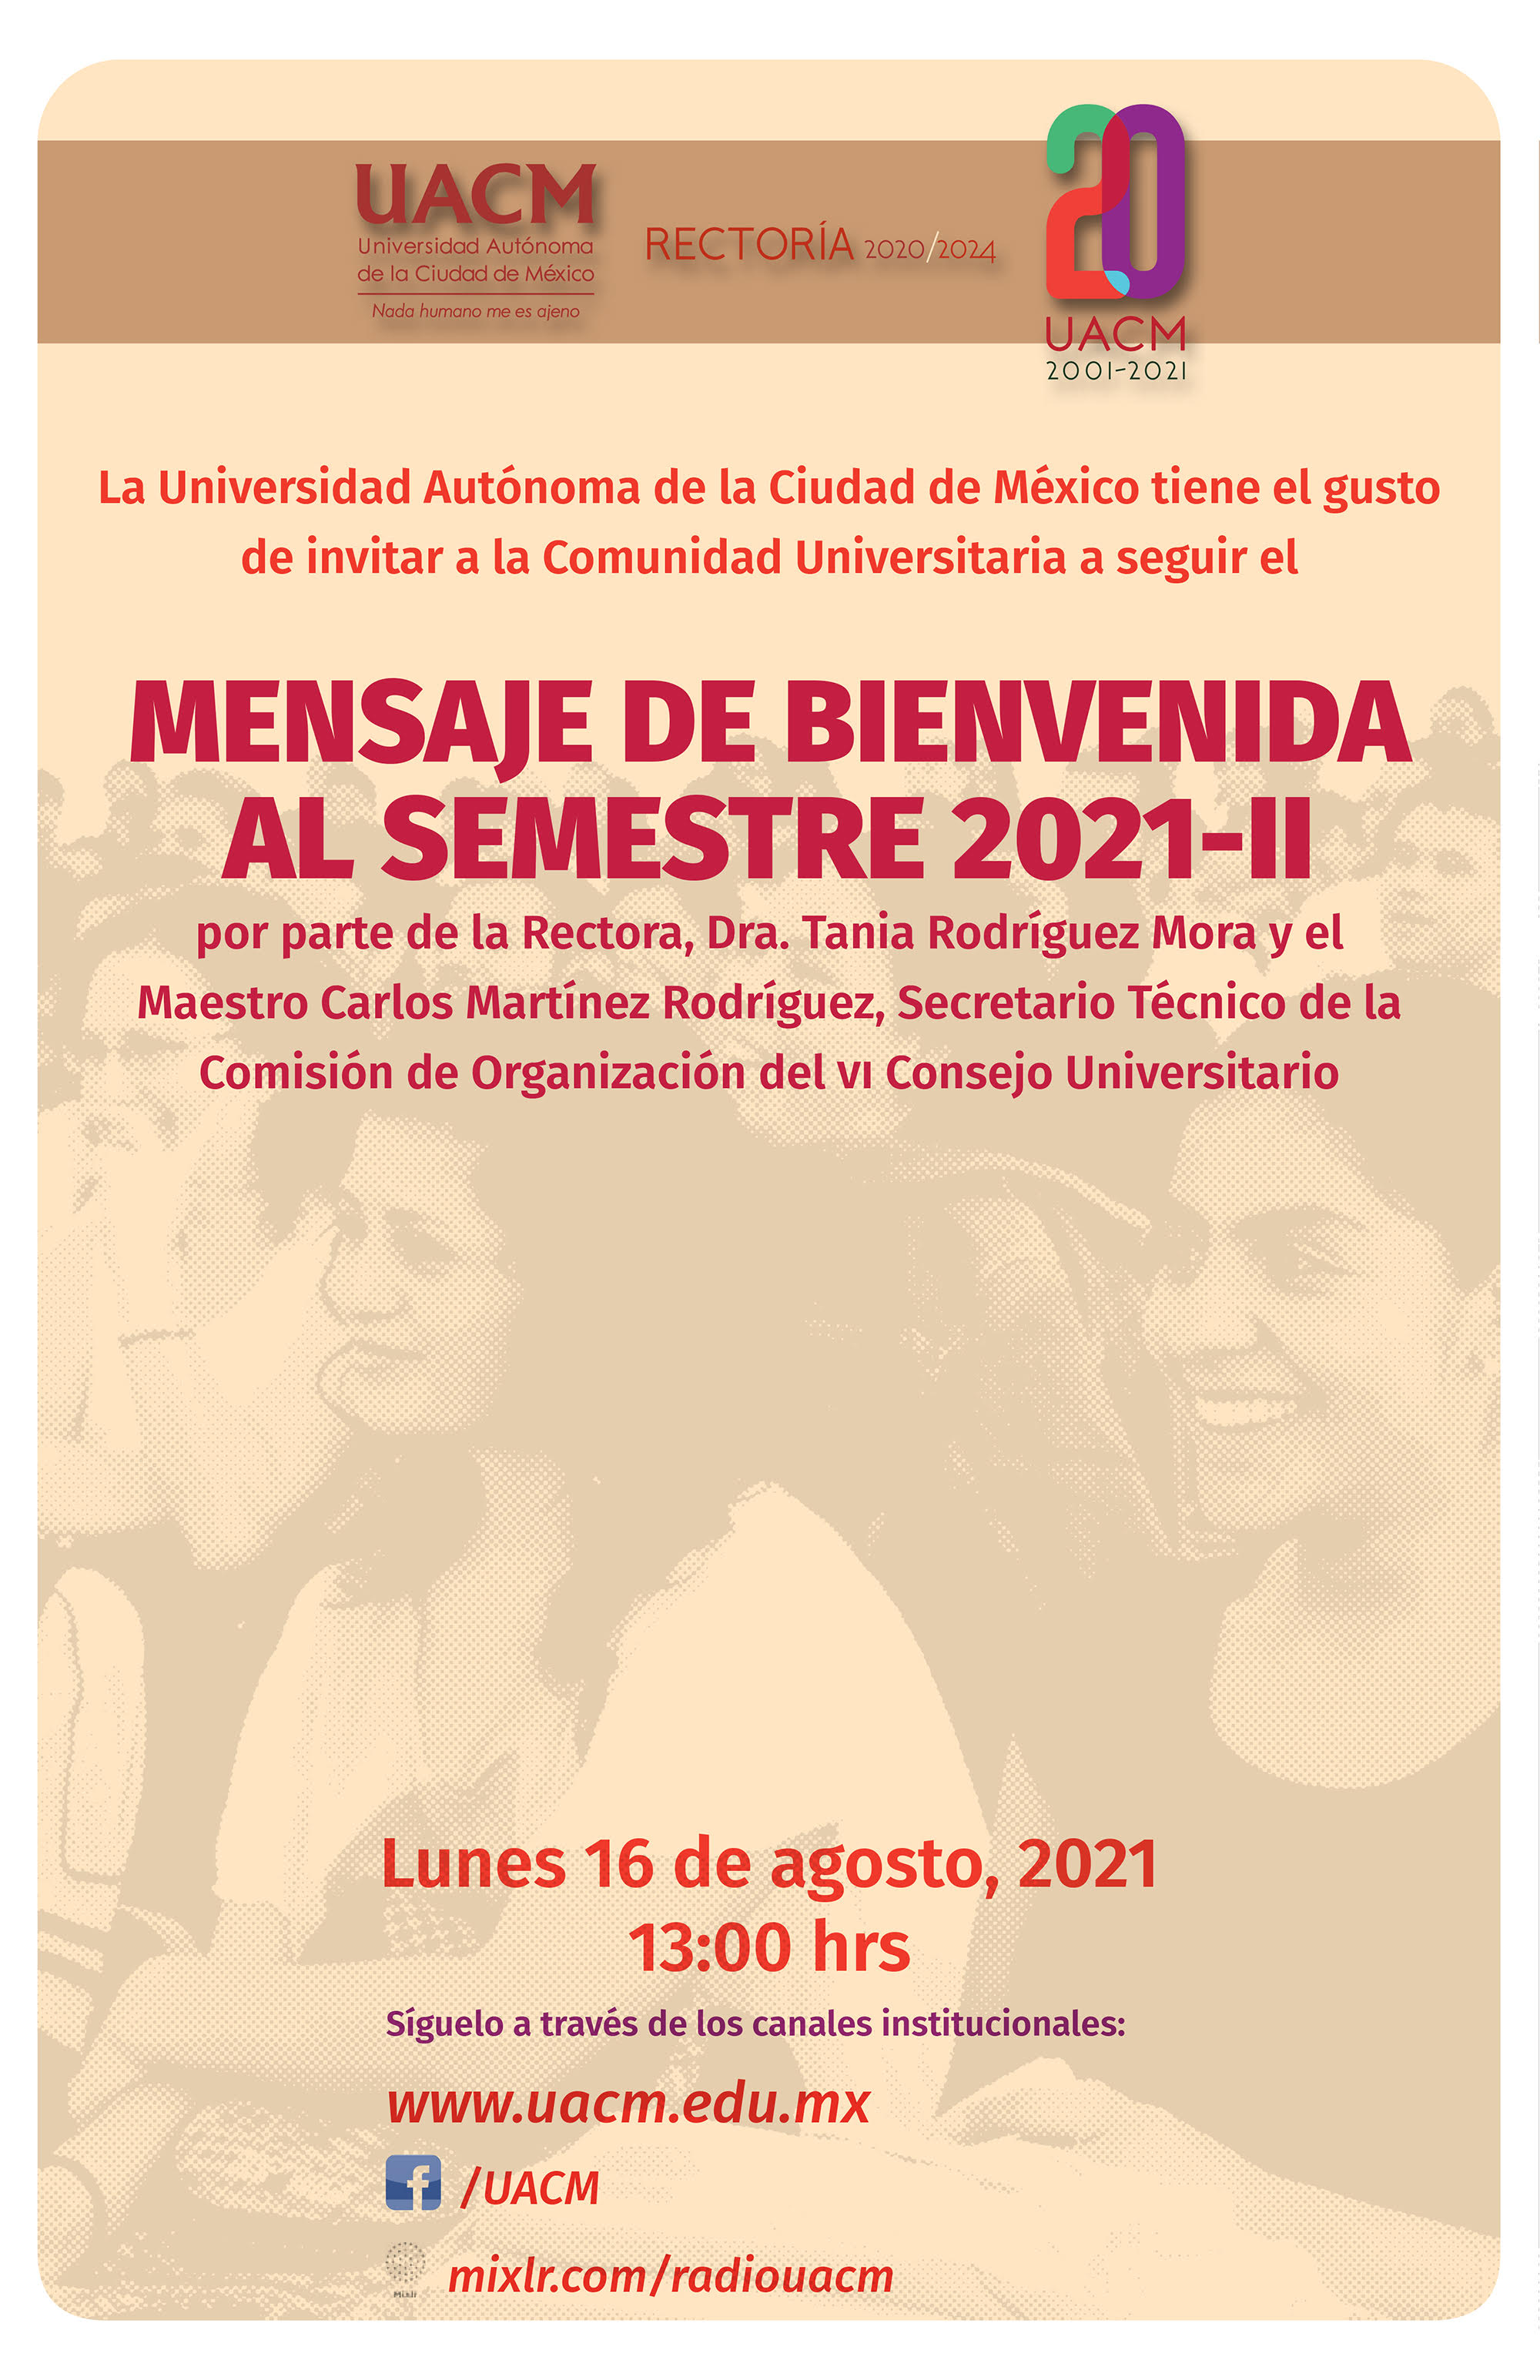 UACM
Universidad Autónoma
de la Ciudad de México
Nada humano me es ajeno
RECTORÍA 2020/2024
20
UACM
2001-2021
La Universidad Autónoma de la Ciudad de México tiene el gusto
de invitar a la Comunidad Universitaria a seguir el
MENSAJE DE BIENVENIDA
AL SEMESTRE 2021-II
por parte de la Rectora, Dra. Tania Rodríguez Mora y el
Maestro Carlos Martínez Rodríguez, Secretario Técnico de la
Comisión de Organización del VI Consejo Universitario
Lunes 16 de agosto, 2021
13:00 hrs
Síguelo a través de los canales institucionales:
www.uacm.edu.mx
f /UACM
Mixlr mixlr.com/radiouacm